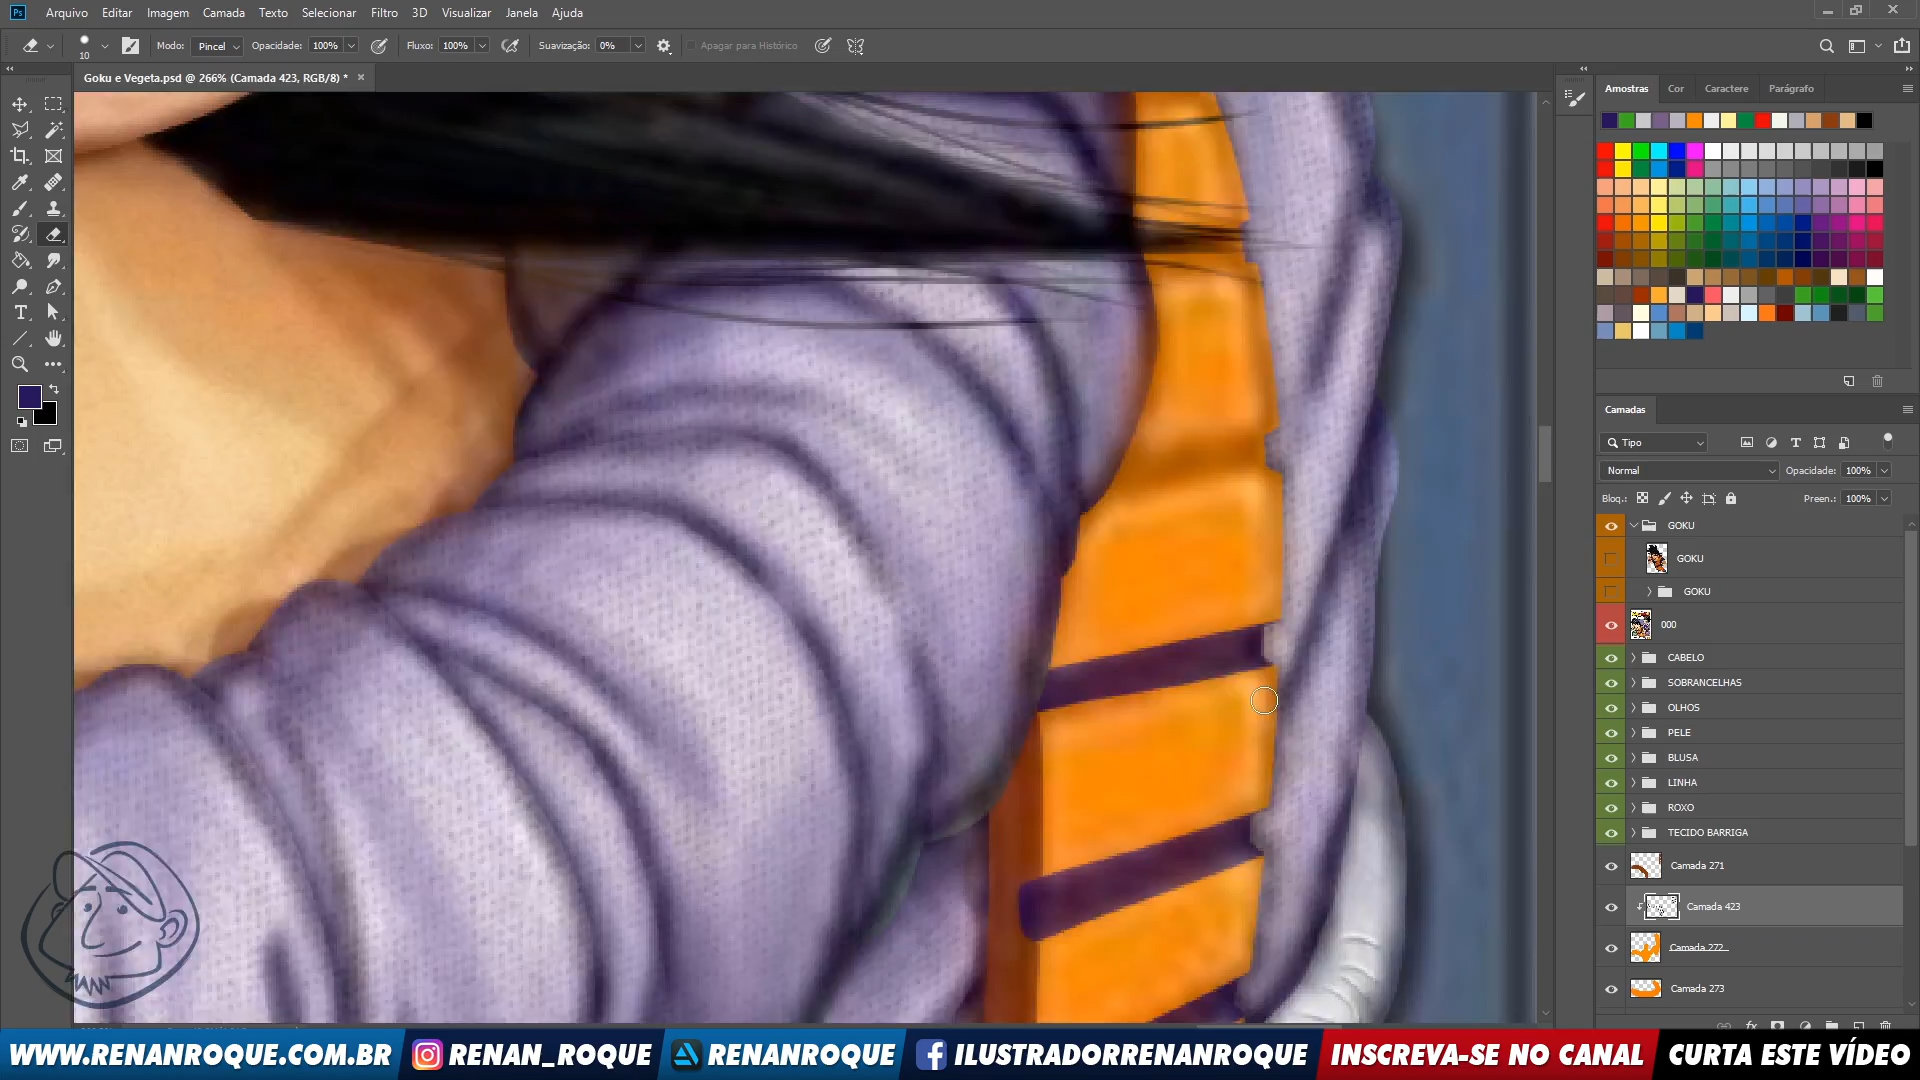 Ps Arquivo Editar Imagem Camada Texto Selecionar Filtro 3D Visualizar Janela Ajuda
10 Modo: Pincel Opacidade: 100% Fluxo: 100% Suavização: 0% Apagar para Histórico
Goku e Vegeta.psd @ 266% (Camada 423, RGB/8) *
Amostras Cor Caractere Parágrafo
Camadas
Tipo
Normal Opacidade: 100%
Bloq.: Preen.: 100%
GOKU
GOKU
GOKU
000
CABELO
SOBRANCELHAS
OLHOS
PELE
BLUSA
LINHA
ROXO
TECIDO BARRIGA
Camada 271
Camada 423
Camada 272
Camada 273
WWW.RENANROQUE.COM.BR RENAN_ROQUE RENANROQUE ILUSTRADORRENANROQUE INSCREVA-SE NO CANAL CURTA ESTE VÍDEO